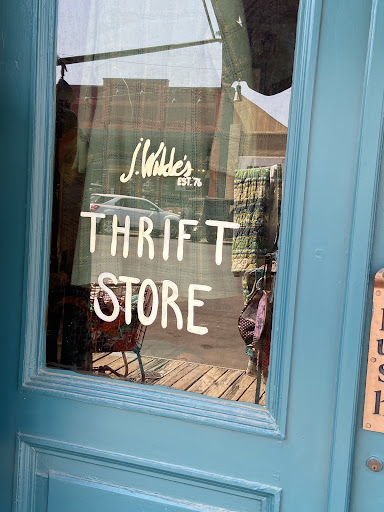 j. Wilde's
EST. 76
THRIFT
STORE